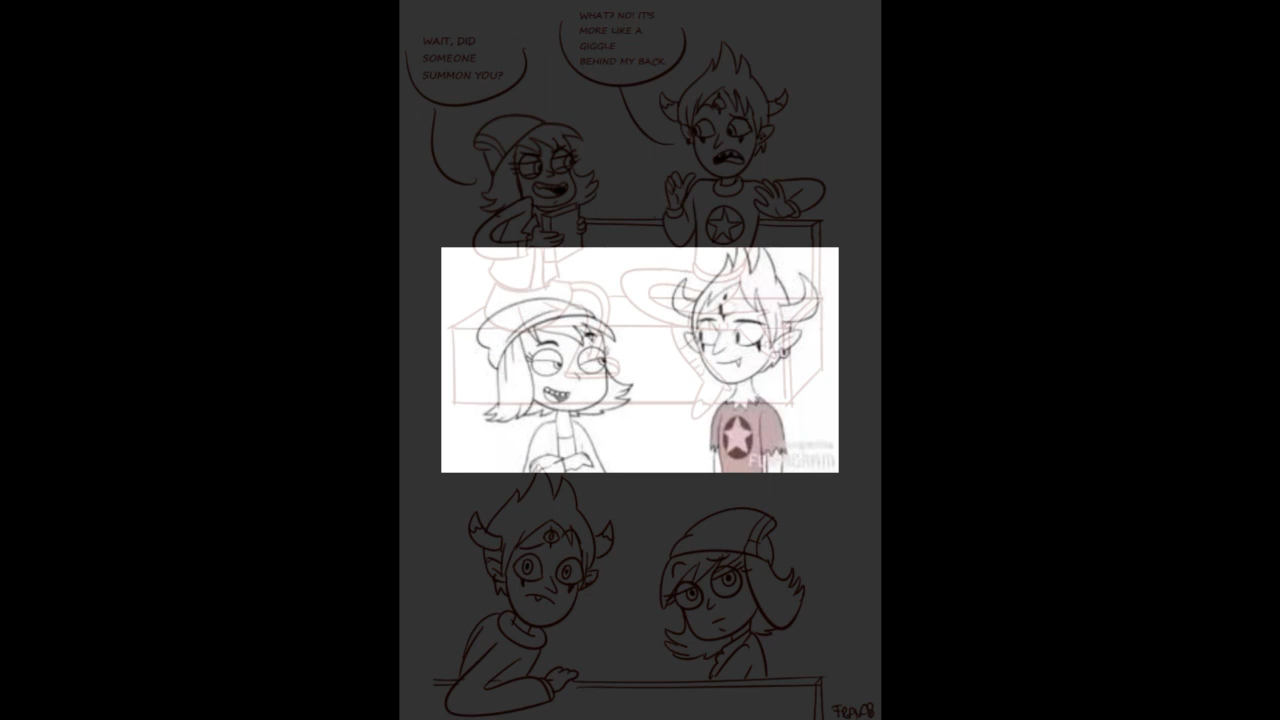 WAIT, DID
SOMEONE
SUMMON YOU?
WHAT? NO! IT'S
MORE LIKE A
GIGGLE
BEHIND MY BACK.